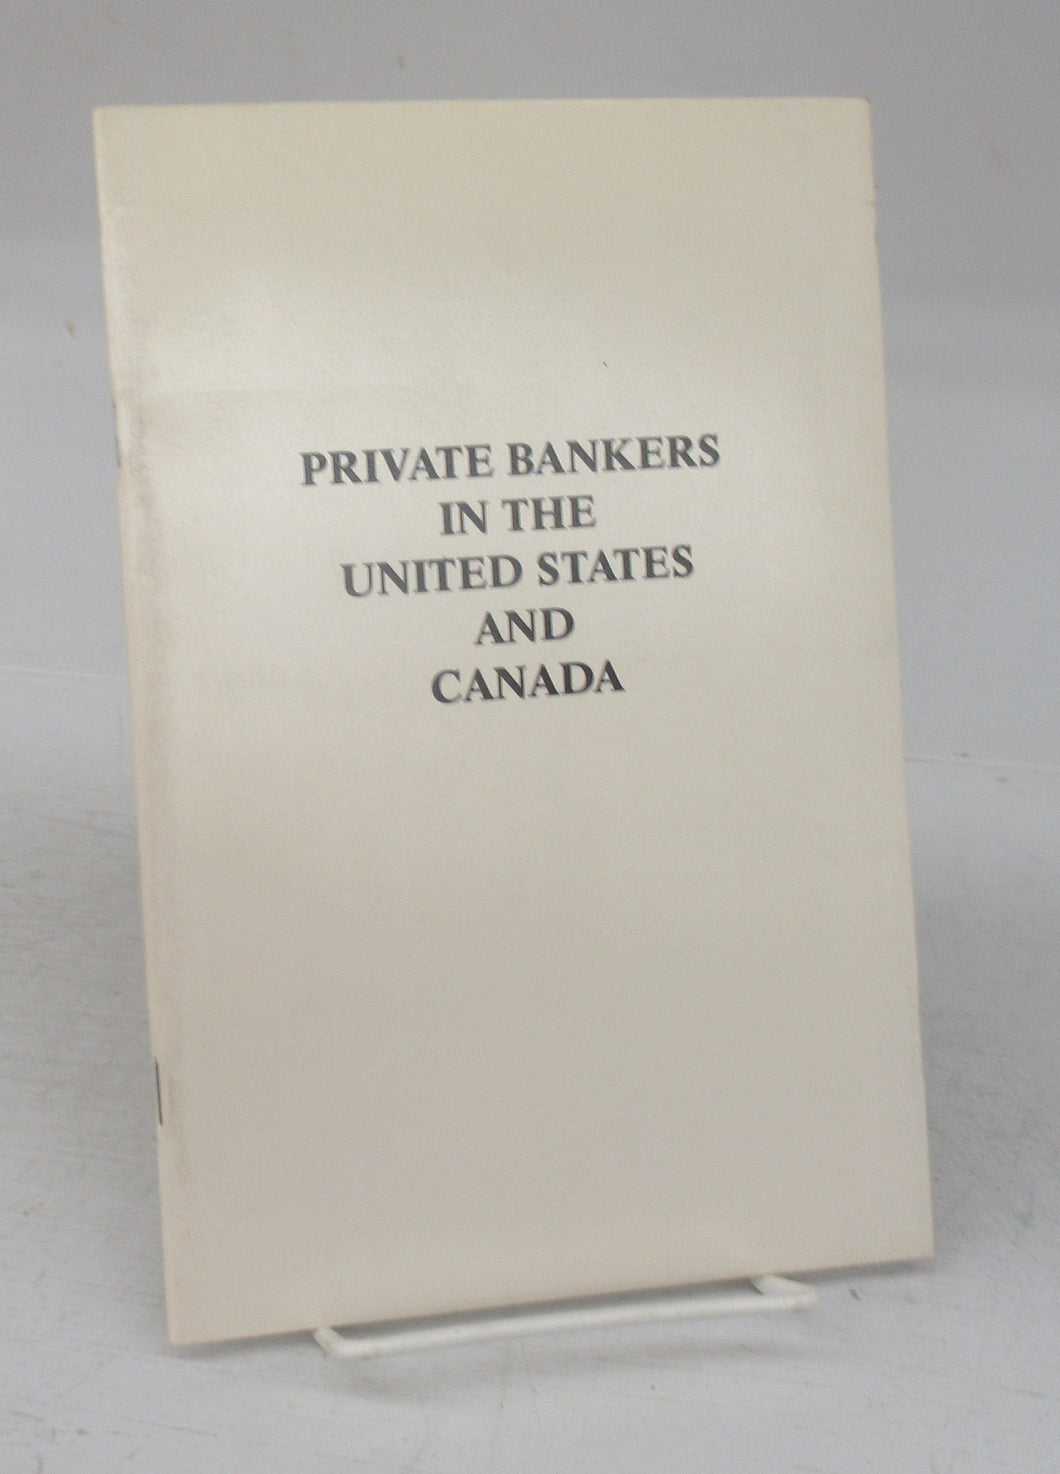 PRIVATE BANKERS
IN THE
UNITED STATES
AND
CANADA